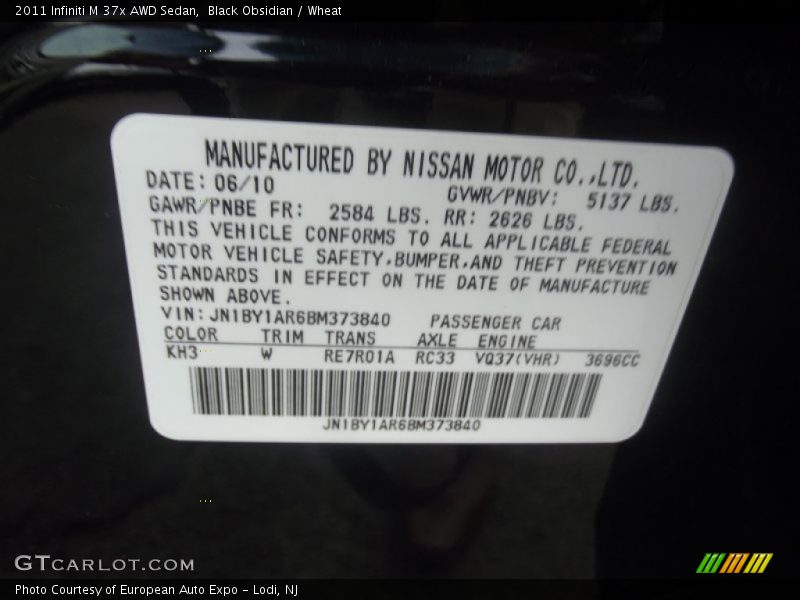 2011 Infiniti M 37x AWD Sedan,  Black Obsidian / Wheat
MANUFACTURED BY NISSAN MOTOR CO.,LTD.
DATE: 06/10 GVWR/PNBV: 5137 LBS.
GAWR/PNBE FR: 2584 LBS. RR: 2626 LBS.
THIS VEHICLE CONFORMS TO ALL APPLICABLE FEDERAL
MOTOR VEHICLE SAFETY,BUMPER,AND THEFT PREVENTION
STANDARDS IN EFFECT ON THE DATE OF MANUFACTURE
SHOWN ABOVE.
VIN: JN1BY1AR6BM373840 PASSENGER CAR
COLOR TRIM TRANS AXLE ENGINE
KH3 W RE7R01A RC33 VQ37(VHR) 3696CC
JN1BY1AR6BM373840
GTCARLOT.COM
Photo Courtesy of European Auto Expo - Lodi, NJ